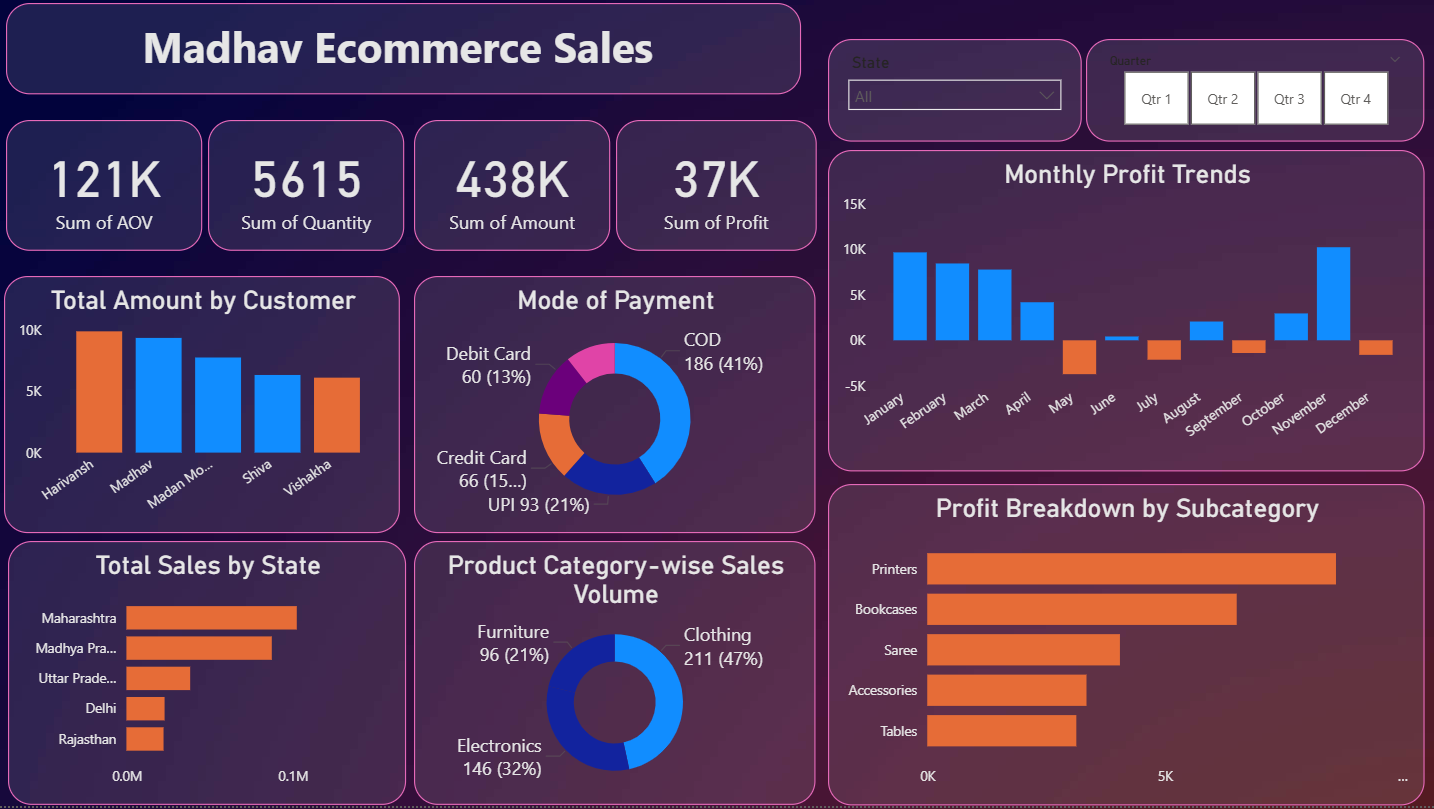 Madhav Ecommerce Sales
State
All
Quarter
Qtr 1
Qtr 2
Qtr 3
Qtr 4
121K
Sum of AOV
5615
Sum of Quantity
438K
Sum of Amount
37K
Sum of Profit
Monthly Profit Trends
15K
10K
5K
0K
-5K
January
February
March
April
May
June
July
August
September
October
November
December
Total Amount by Customer
10K
5K
0K
Harivansh
Madhav
Madan Mo...
Shiva
Vishakha
Mode of Payment
COD
186 (41%)
Debit Card
60 (13%)
Credit Card
66 (15...)
UPI 93 (21%)
Profit Breakdown by Subcategory
Printers
Bookcases
Saree
Accessories
Tables
0K
5K
...
Total Sales by State
Maharashtra
Madhya Pra...
Uttar Prade...
Delhi
Rajasthan
0.0M
0.1M
Product Category-wise Sales
Volume
Furniture
96 (21%)
Clothing
211 (47%)
Electronics
146 (32%)